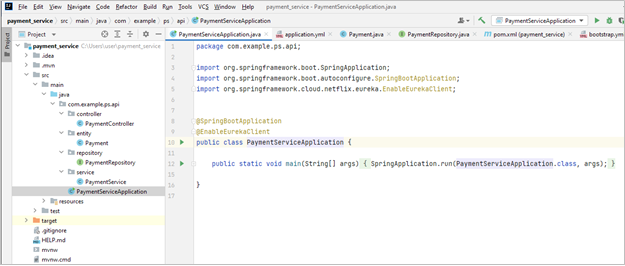 File Edit View Navigate Code Refactor Build Run Tools VCS Window Help payment_service - PaymentServiceApplication.java
payment_service src main java com example ps api PaymentServiceApplication PaymentServiceApplication
Project
Project
PaymentServiceApplication.java application.yml Payment.java PaymentRepository.java pom.xml (payment_service) bootstrap.yml
payment_service C:\Users\user\payment_service
.idea
.mvn
src
main
java
com.example.ps.api
controller
PaymentController
entity
Payment
repository
PaymentRepository
service
PaymentService
PaymentServiceApplication
resources
test
target
.gitignore
HELP.md
mvnw
mvnw.cmd
1 package com.example.ps.api;
2
3 import org.springframework.boot.SpringApplication;
4 import org.springframework.boot.autoconfigure.SpringBootApplication;
5 import org.springframework.cloud.netflix.eureka.EnableEurekaClient;
6
7
8 @SpringBootApplication
9 @EnableEurekaClient
10 public class PaymentServiceApplication {
11
12 public static void main(String[] args) { SpringApplication.run(PaymentServiceApplication.class, args); }
15
16 }
17